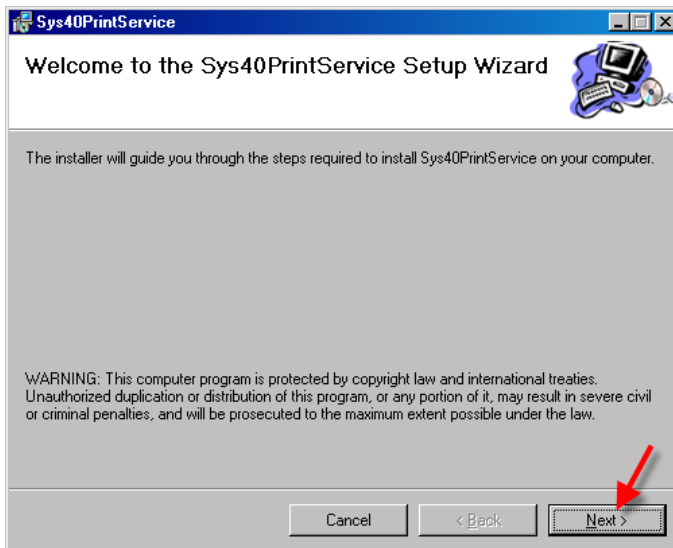 Sys40PrintService
Welcome to the Sys40PrintService Setup Wizard
The installer will guide you through the steps required to install Sys40PrintService on your computer.
WARNING: This computer program is protected by copyright law and international treaties.
Unauthorized duplication or distribution of this program, or any portion of it, may result in severe civil
or criminal penalties, and will be prosecuted to the maximum extent possible under the law.
Cancel
< Back
Next >